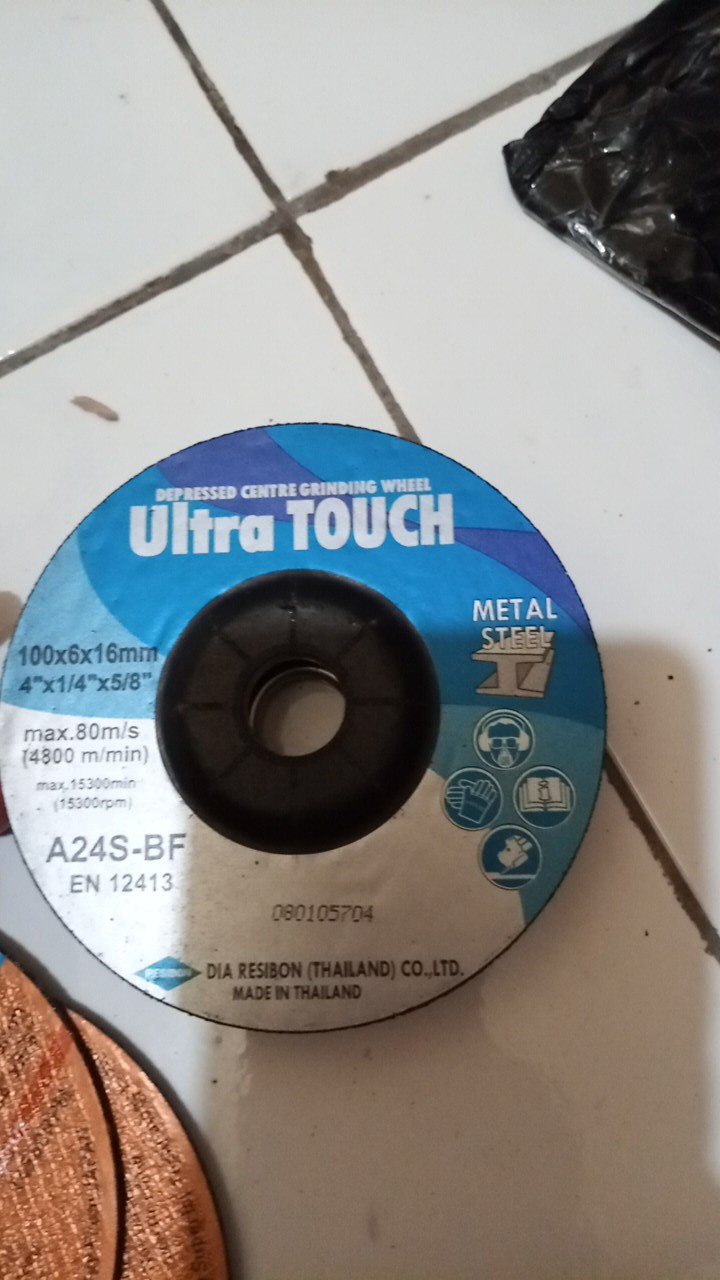 DEPRESSED CENTRE GRINDING WHEEL
Ultra TOUCH
METAL
STEEL
100x6x16mm
4"x1/4"x5/8"
max.80m/s
(4800 m/min)
max.15300min
(15300rpm)
A24S-BF
EN 12413
080105704
RESIBON
DIA RESIBON (THAILAND) CO.,LTD.
MADE IN THAILAND